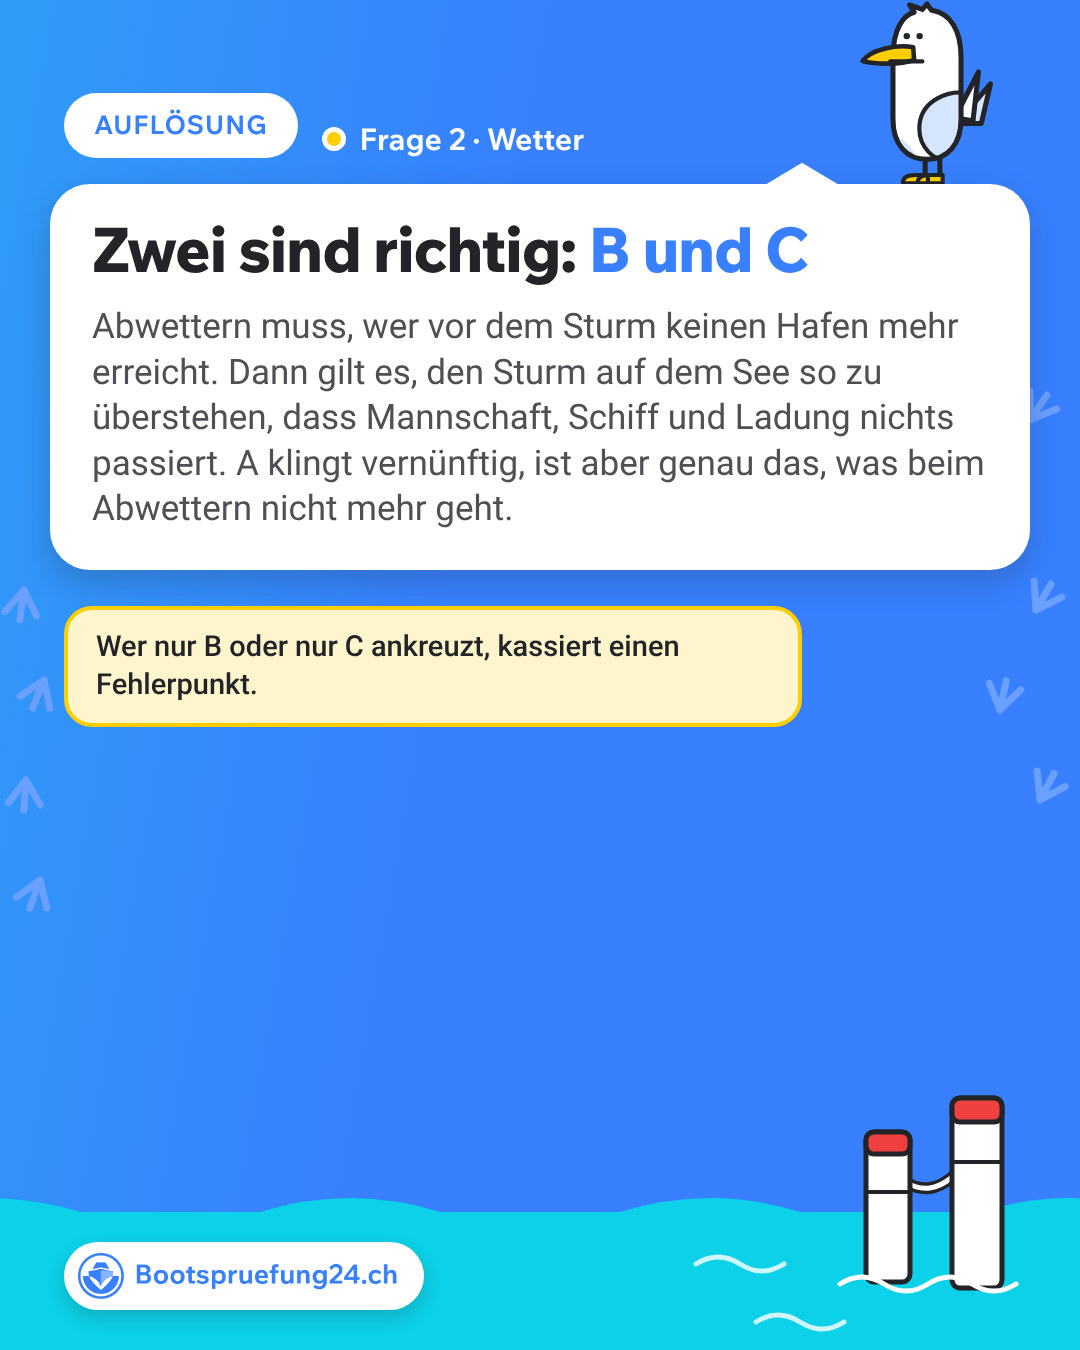 AUFLÖSUNG
Frage 2 · Wetter
Zwei sind richtig: B und C
Abwettern muss, wer vor dem Sturm keinen Hafen mehr
erreicht. Dann gilt es, den Sturm auf dem See so zu
überstehen, dass Mannschaft, Schiff und Ladung nichts
passiert. A klingt vernünftig, ist aber genau das, was beim
Abwettern nicht mehr geht.
Wer nur B oder nur C ankreuzt, kassiert einen
Fehlerpunkt.
Bootspruefung24.ch